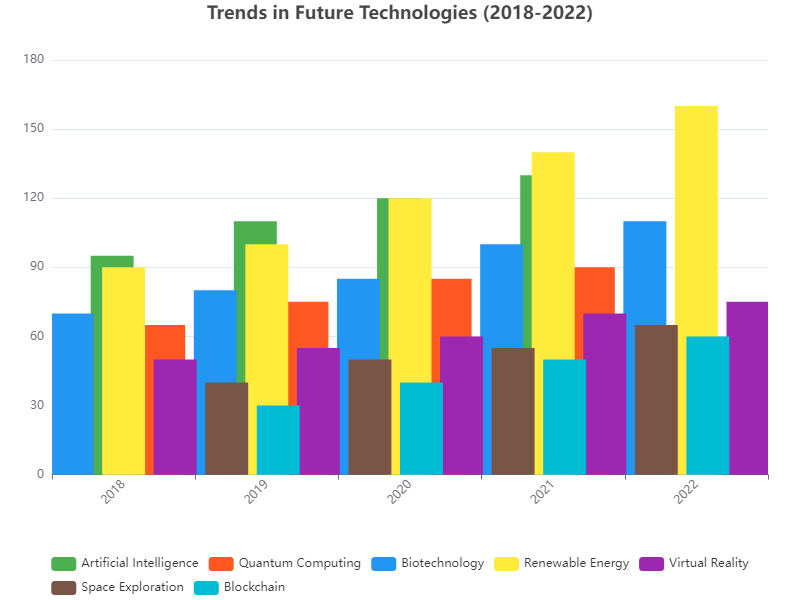 Trends in Future Technologies (2018-2022)
180
150
120
90
60
30
0
2018 2019 2020 2021 2022
Artificial Intelligence Quantum Computing Biotechnology Renewable Energy Virtual Reality
Space Exploration Blockchain